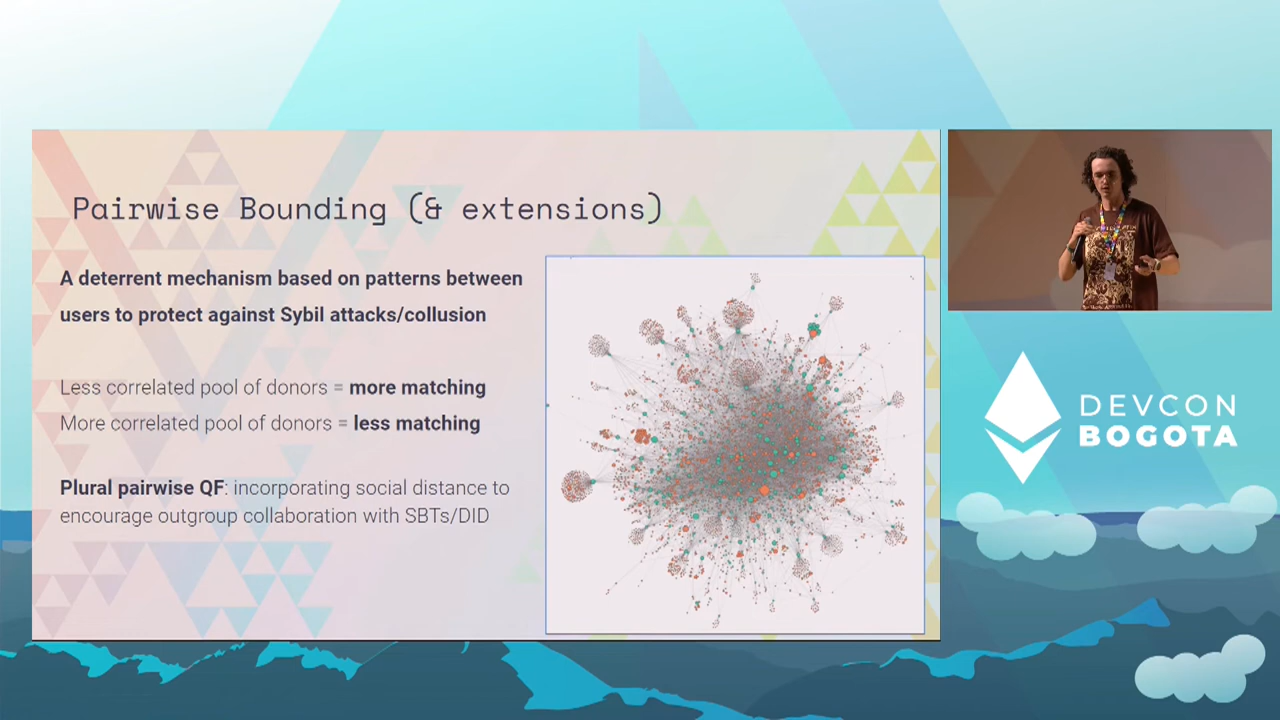 Pairwise Bounding (& extensions)
A deterrent mechanism based on patterns between
users to protect against Sybil attacks/collusion
Less correlated pool of donors = more matching
More correlated pool of donors = less matching
Plural pairwise QF: incorporating social distance to
encourage outgroup collaboration with SBTs/DID
DEVCON
BOGOTA